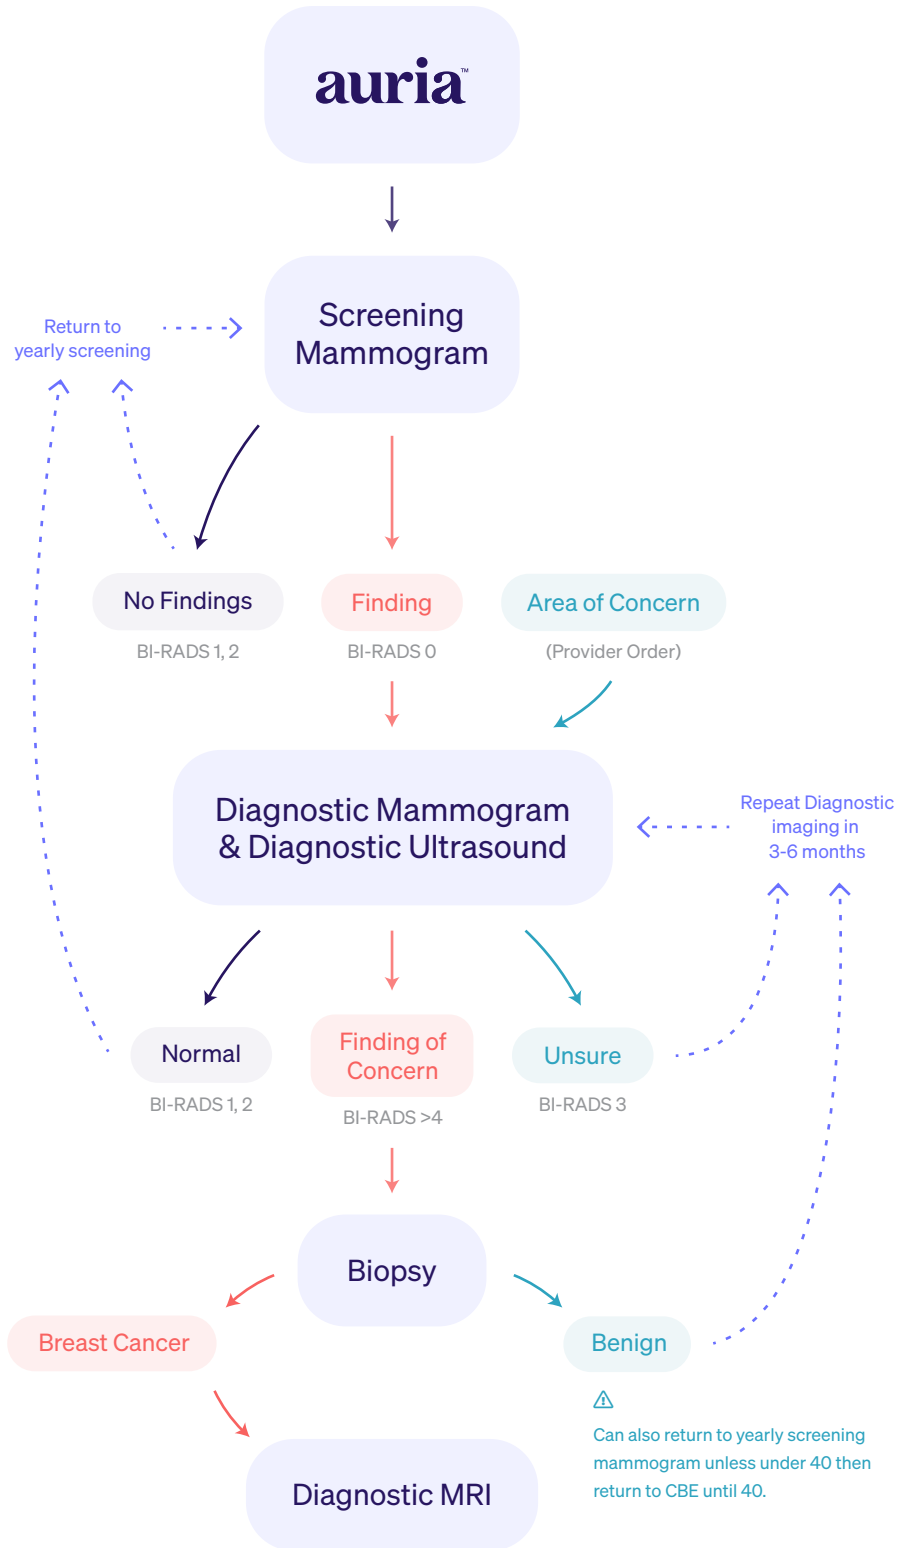 auria™
Screening
Mammogram
Return to
yearly screening
No Findings
BI-RADS 1, 2
Finding
BI-RADS 0
Area of Concern
(Provider Order)
Diagnostic Mammogram
& Diagnostic Ultrasound
Repeat Diagnostic
imaging in
3-6 months
Normal
BI-RADS 1, 2
Finding of
Concern
BI-RADS >4
Unsure
BI-RADS 3
Biopsy
Breast Cancer
Benign
Can also return to yearly screening
mammogram unless under 40 then
return to CBE until 40.
Diagnostic MRI